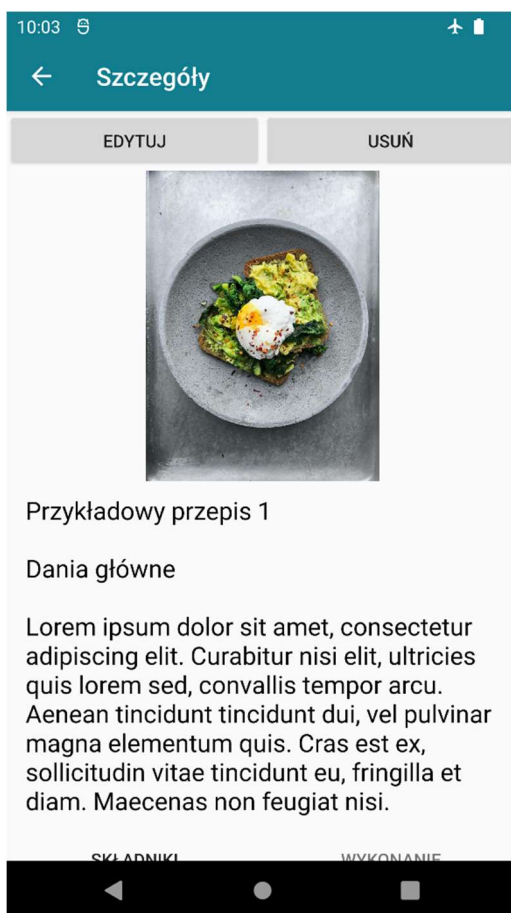 10:03
Szczegóły
EDYTUJ
USUŃ
Przykładowy przepis 1
Dania główne
Lorem ipsum dolor sit amet, consectetur
adipiscing elit. Curabitur nisi elit, ultricies
quis lorem sed, convallis tempor arcu.
Aenean tincidunt tincidunt dui, vel pulvinar
magna elementum quis. Cras est ex,
sollicitudin vitae tincidunt eu, fringilla et
diam. Maecenas non feugiat nisi.
SKŁADNIKI
WYKONANIE